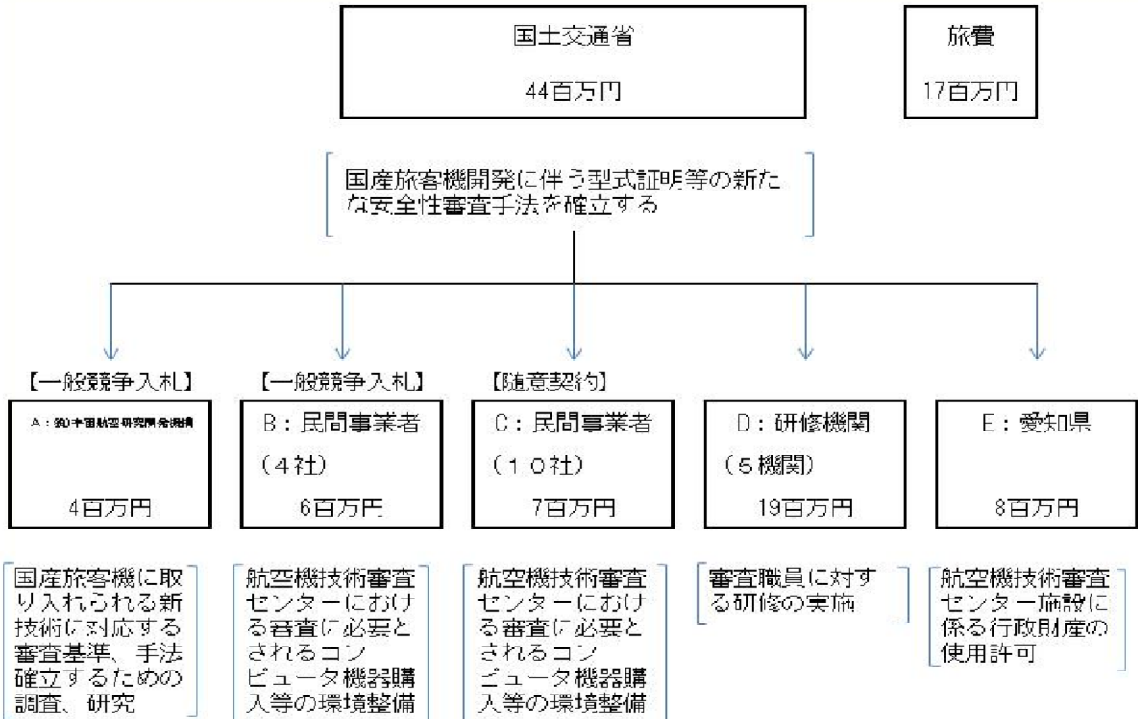 国土交通省
44百万円
旅費
17百万円
国産旅客機開発に伴う型式証明等の新た
な安全性審査手法を確立する
【一般競争入札】
【一般競争入札】
【随意契約】
A：(独)宇宙航空研究開発機構
4百万円
B：民間事業者
（４社）
6百万円
C：民間事業者
（１０社）
7百万円
D：研修機関
（５機関）
19百万円
E：愛知県
8百万円
国産旅客機に取
り入れられる新
技術に対応する
審査基準、手法
確立するための
調査、研究
航空機技術審査
センターにおけ
る審査に必要と
されるコン
ピュータ機器購
入等の環境整備
航空機技術審査
センターにおけ
る審査に必要と
されるコン
ピュータ機器購
入等の環境整備
審査職員に対す
る研修の実施
航空機技術審査
センター施設に
係る行政財産の
使用許可